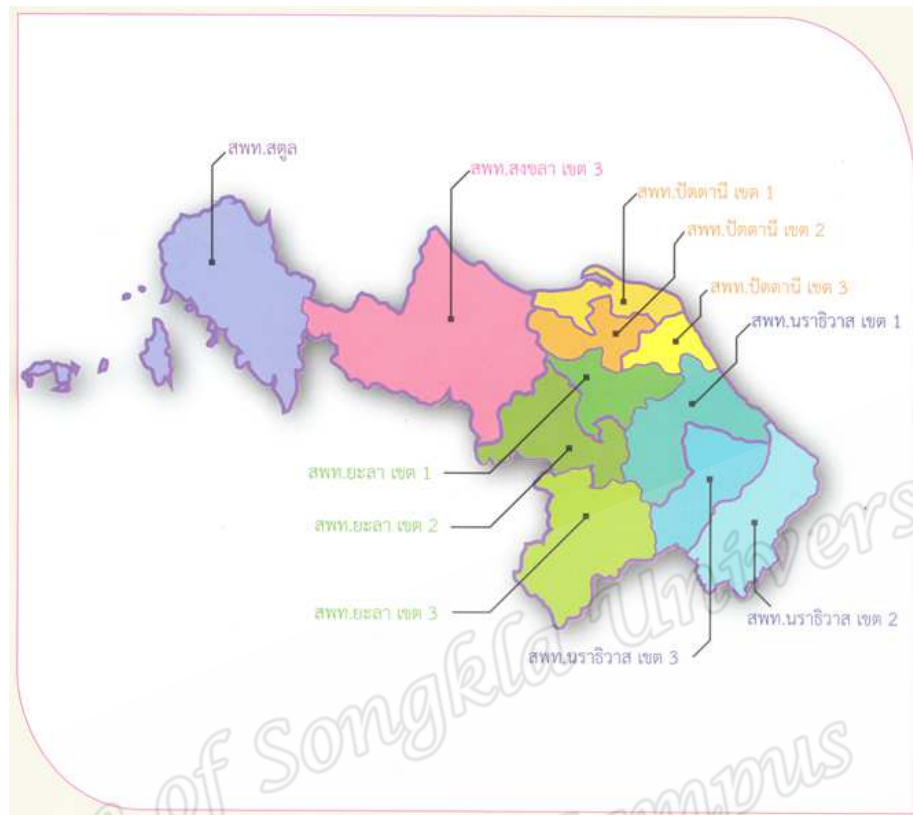 สพท.สตูล
สพท.สงขลา เขต 3
สพท.ปัตตานี เขต 1
สพท.ปัตตานี เขต 2
สพท.ปัตตานี เขต 3
สพท.นราธิวาส เขต 1
สพท.ยะลา เขต 1
สพท.ยะลา เขต 2
สพท.ยะลา เขต 3
สพท.นราธิวาส เขต 2
สพท.นราธิวาส เขต 3
of Songkla Univers